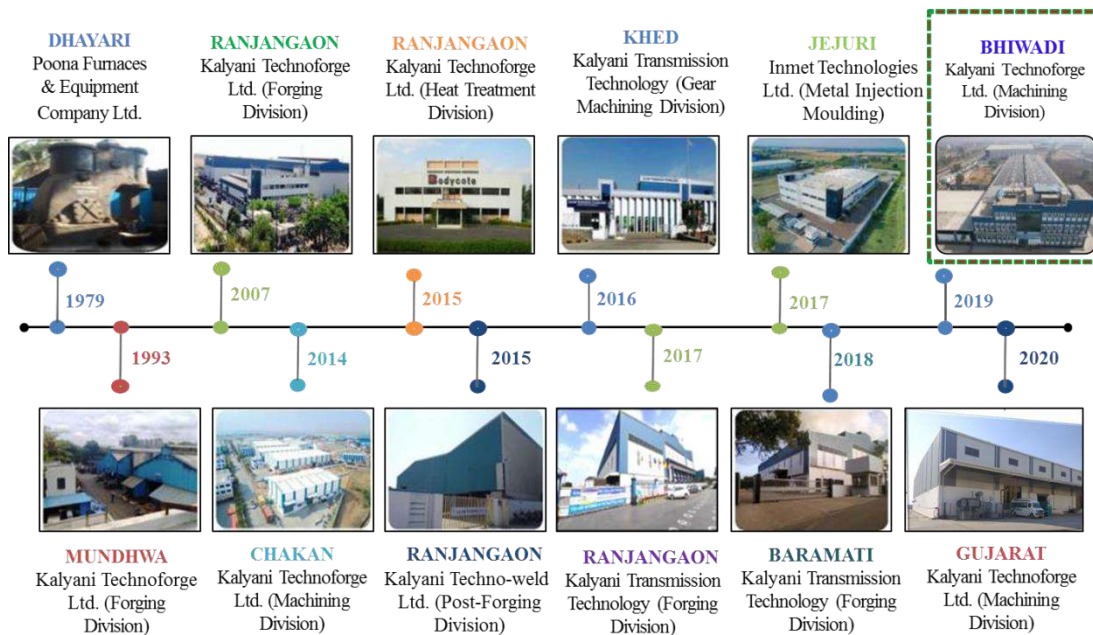 DHAYARI
Poona Furnaces
& Equipment
Company Ltd.
RANJANGAON
Kalyani Technoforge
Ltd. (Forging
Division)
RANJANGAON
Kalyani Technoforge
Ltd. (Heat Treatment
Division)
KHED
Kalyani Transmission
Technology (Gear
Machining Division)
JEJURI
Inmet Technologies
Ltd. (Metal Injection
Moulding)
BHIWADI
Kalyani Technoforge
Ltd. (Machining
Division)
Bodycote
1979
2007
2015
2016
2017
2019
1993
2014
2015
2017
2018
2020
MUNDHWA
Kalyani Technoforge
Ltd. (Forging
Division)
CHAKAN
Kalyani Technoforge
Ltd. (Machining
Division)
RANJANGAON
Kalyani Techno-weld
Ltd. (Post-Forging
Division)
RANJANGAON
Kalyani Transmission
Technology (Forging
Division)
BARAMATI
Kalyani Transmission
Technology (Forging
Division)
GUJARAT
Kalyani Technoforge
Ltd. (Machining
Division)